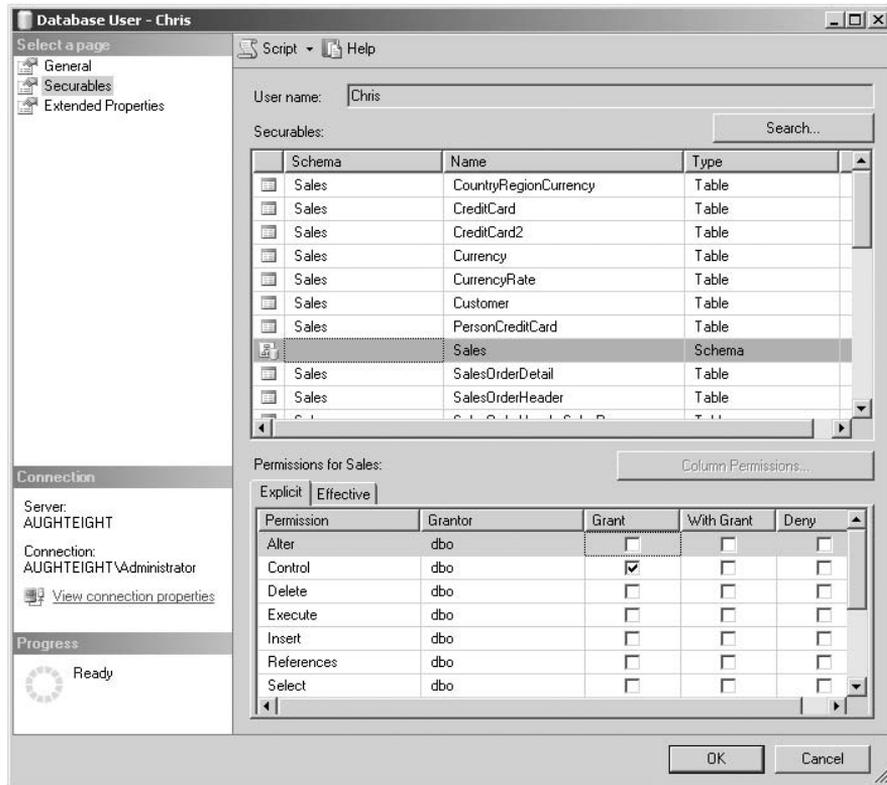 Database User - Chris
Select a page
General
Securables
Extended Properties
Script Help
User name: Chris
Securables: Search...
Schema Name Type
Sales CountryRegionCurrency Table
Sales CreditCard Table
Sales CreditCard2 Table
Sales Currency Table
Sales CurrencyRate Table
Sales Customer Table
Sales PersonCreditCard Table
Sales Schema
Sales SalesOrderDetail Table
Sales SalesOrderHeader Table
Permissions for Sales: Column Permissions...
Explicit Effective
Permission Grantor Grant With Grant Deny
Alter dbo
Control dbo
Delete dbo
Execute dbo
Insert dbo
References dbo
Select dbo
Connection
Server:
AUGHTEIGHT
Connection:
AUGHTEIGHT\Administrator
View connection properties
Progress
Ready
OK Cancel